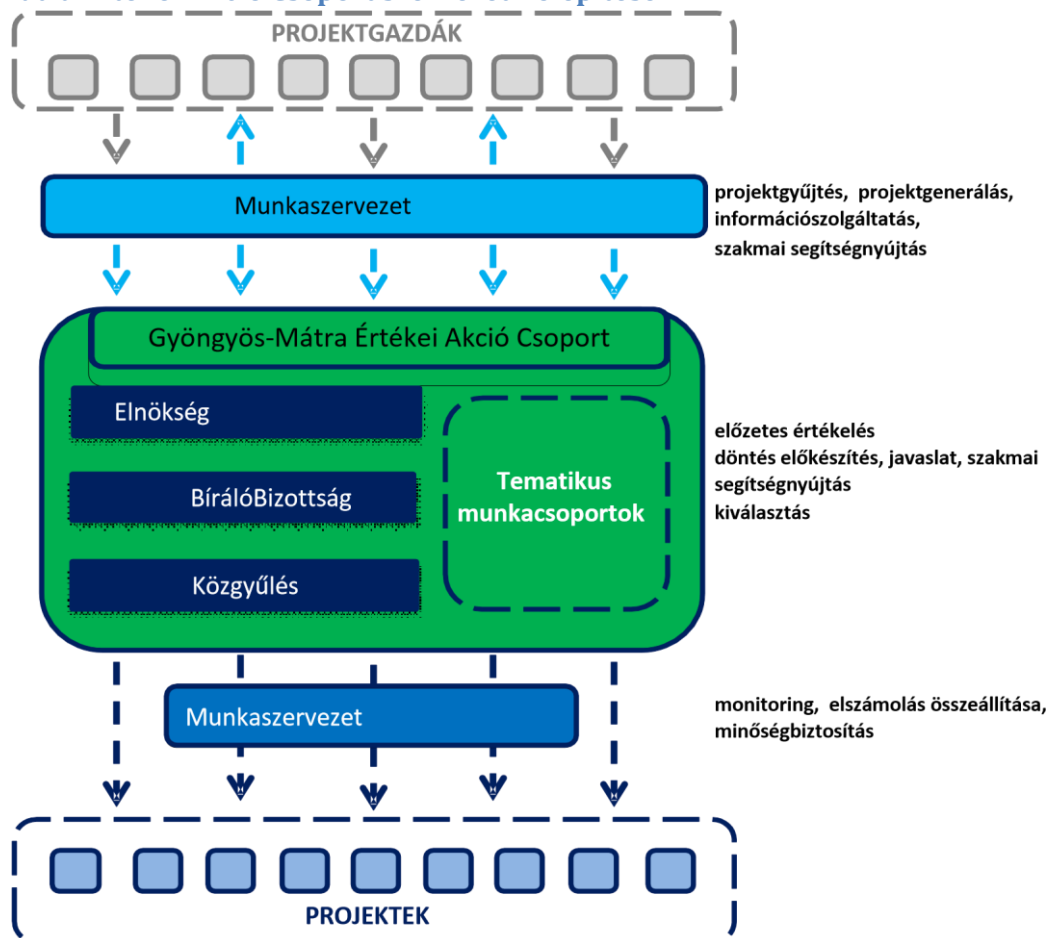 PROJEKTGAZDÁK
Munkaszervezet
projektgyűjtés, projektgenerálás,
információszolgáltatás,
szakmai segítségnyújtás
Gyöngyös-Mátra Értékei Akció Csoport
Elnökség
BírálóBizottság
Közgyűlés
Tematikus
munkacsoportok
előzetes értékelés
döntés előkészítés, javaslat, szakmai
segítségnyújtás
kiválasztás
Munkaszervezet
monitoring, elszámolás összeállítása,
minőségbiztosítás
PROJEKTEK